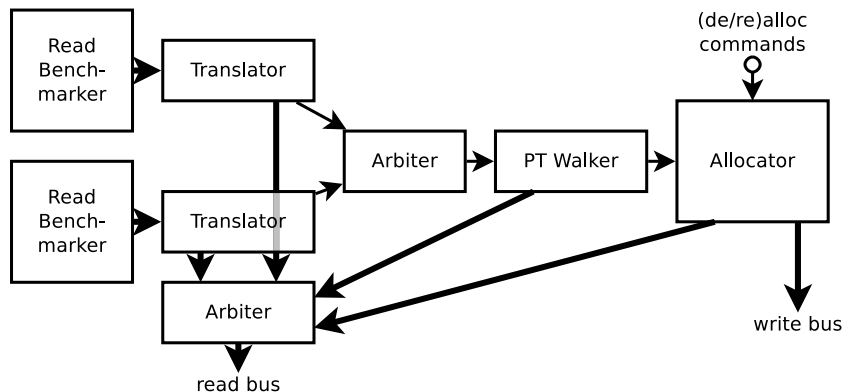 Read
Bench-
marker
Translator
(de/re)alloc
commands
Arbiter
PT Walker
Allocator
Read
Bench-
marker
Translator
Arbiter
write bus
read bus